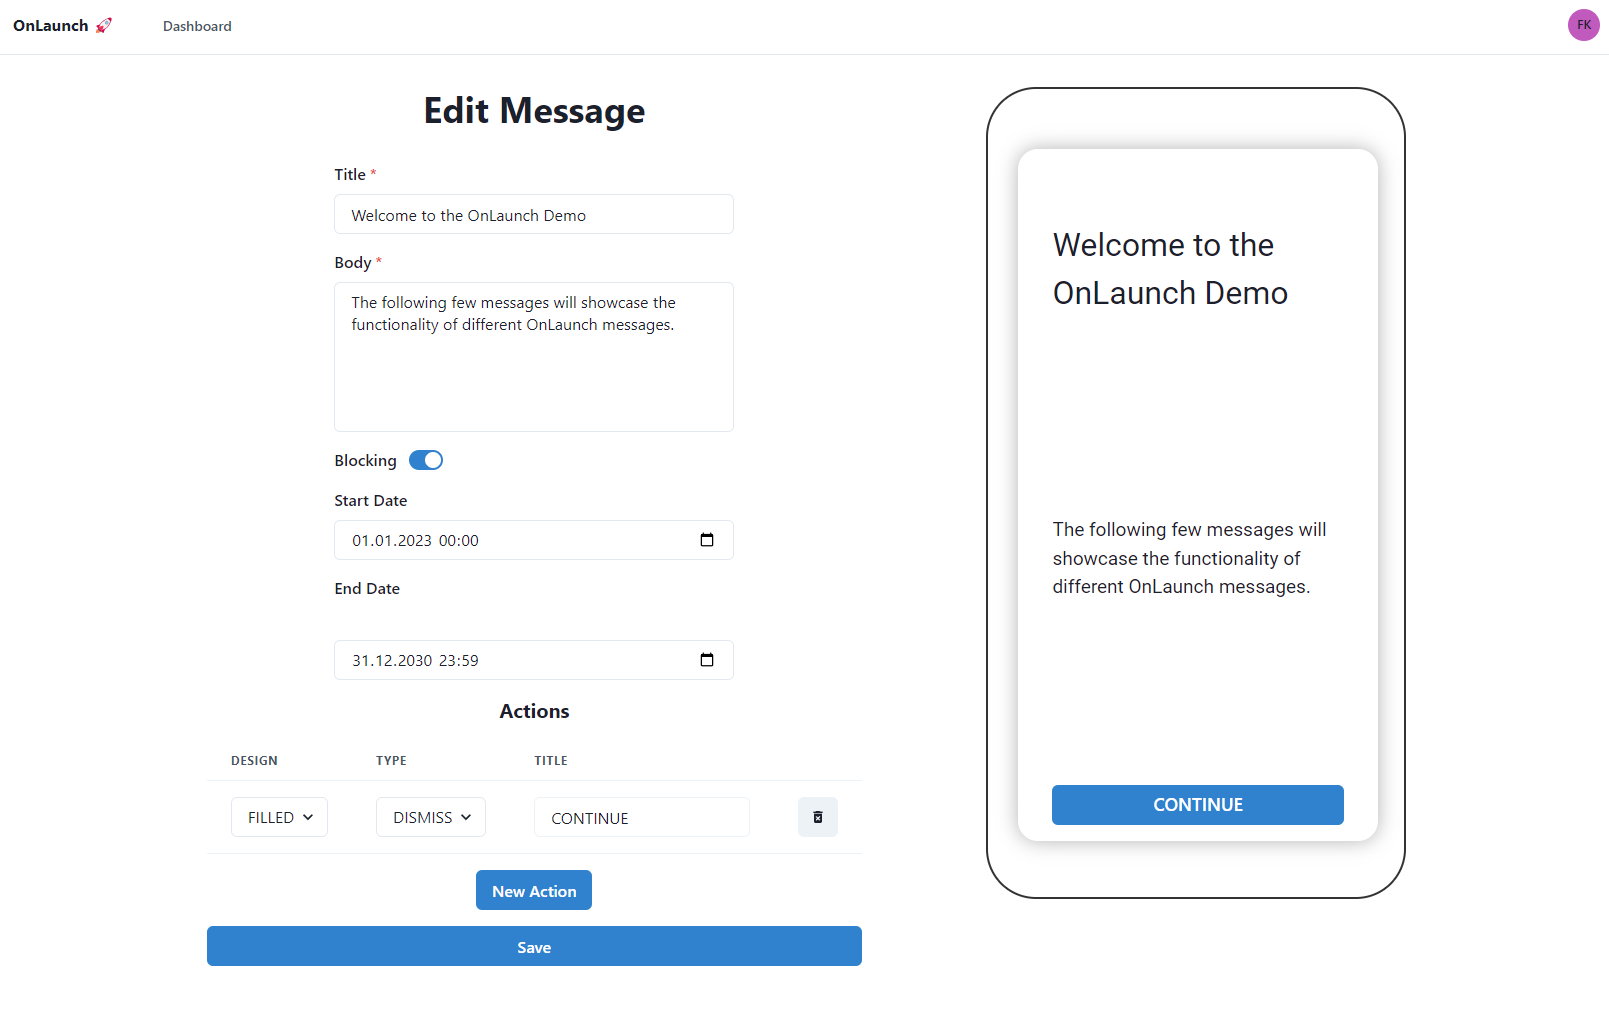 OnLaunch 🚀 Dashboard FK
Edit Message
Title *
Welcome to the OnLaunch Demo
Body *
The following few messages will showcase the
functionality of different OnLaunch messages.
Blocking
Start Date
01.01.2023 00:00
End Date
31.12.2030 23:59
Actions
DESIGN TYPE TITLE
FILLED DISMISS CONTINUE
New Action
Save
Welcome to the
OnLaunch Demo
The following few messages will
showcase the functionality of
different OnLaunch messages.
CONTINUE